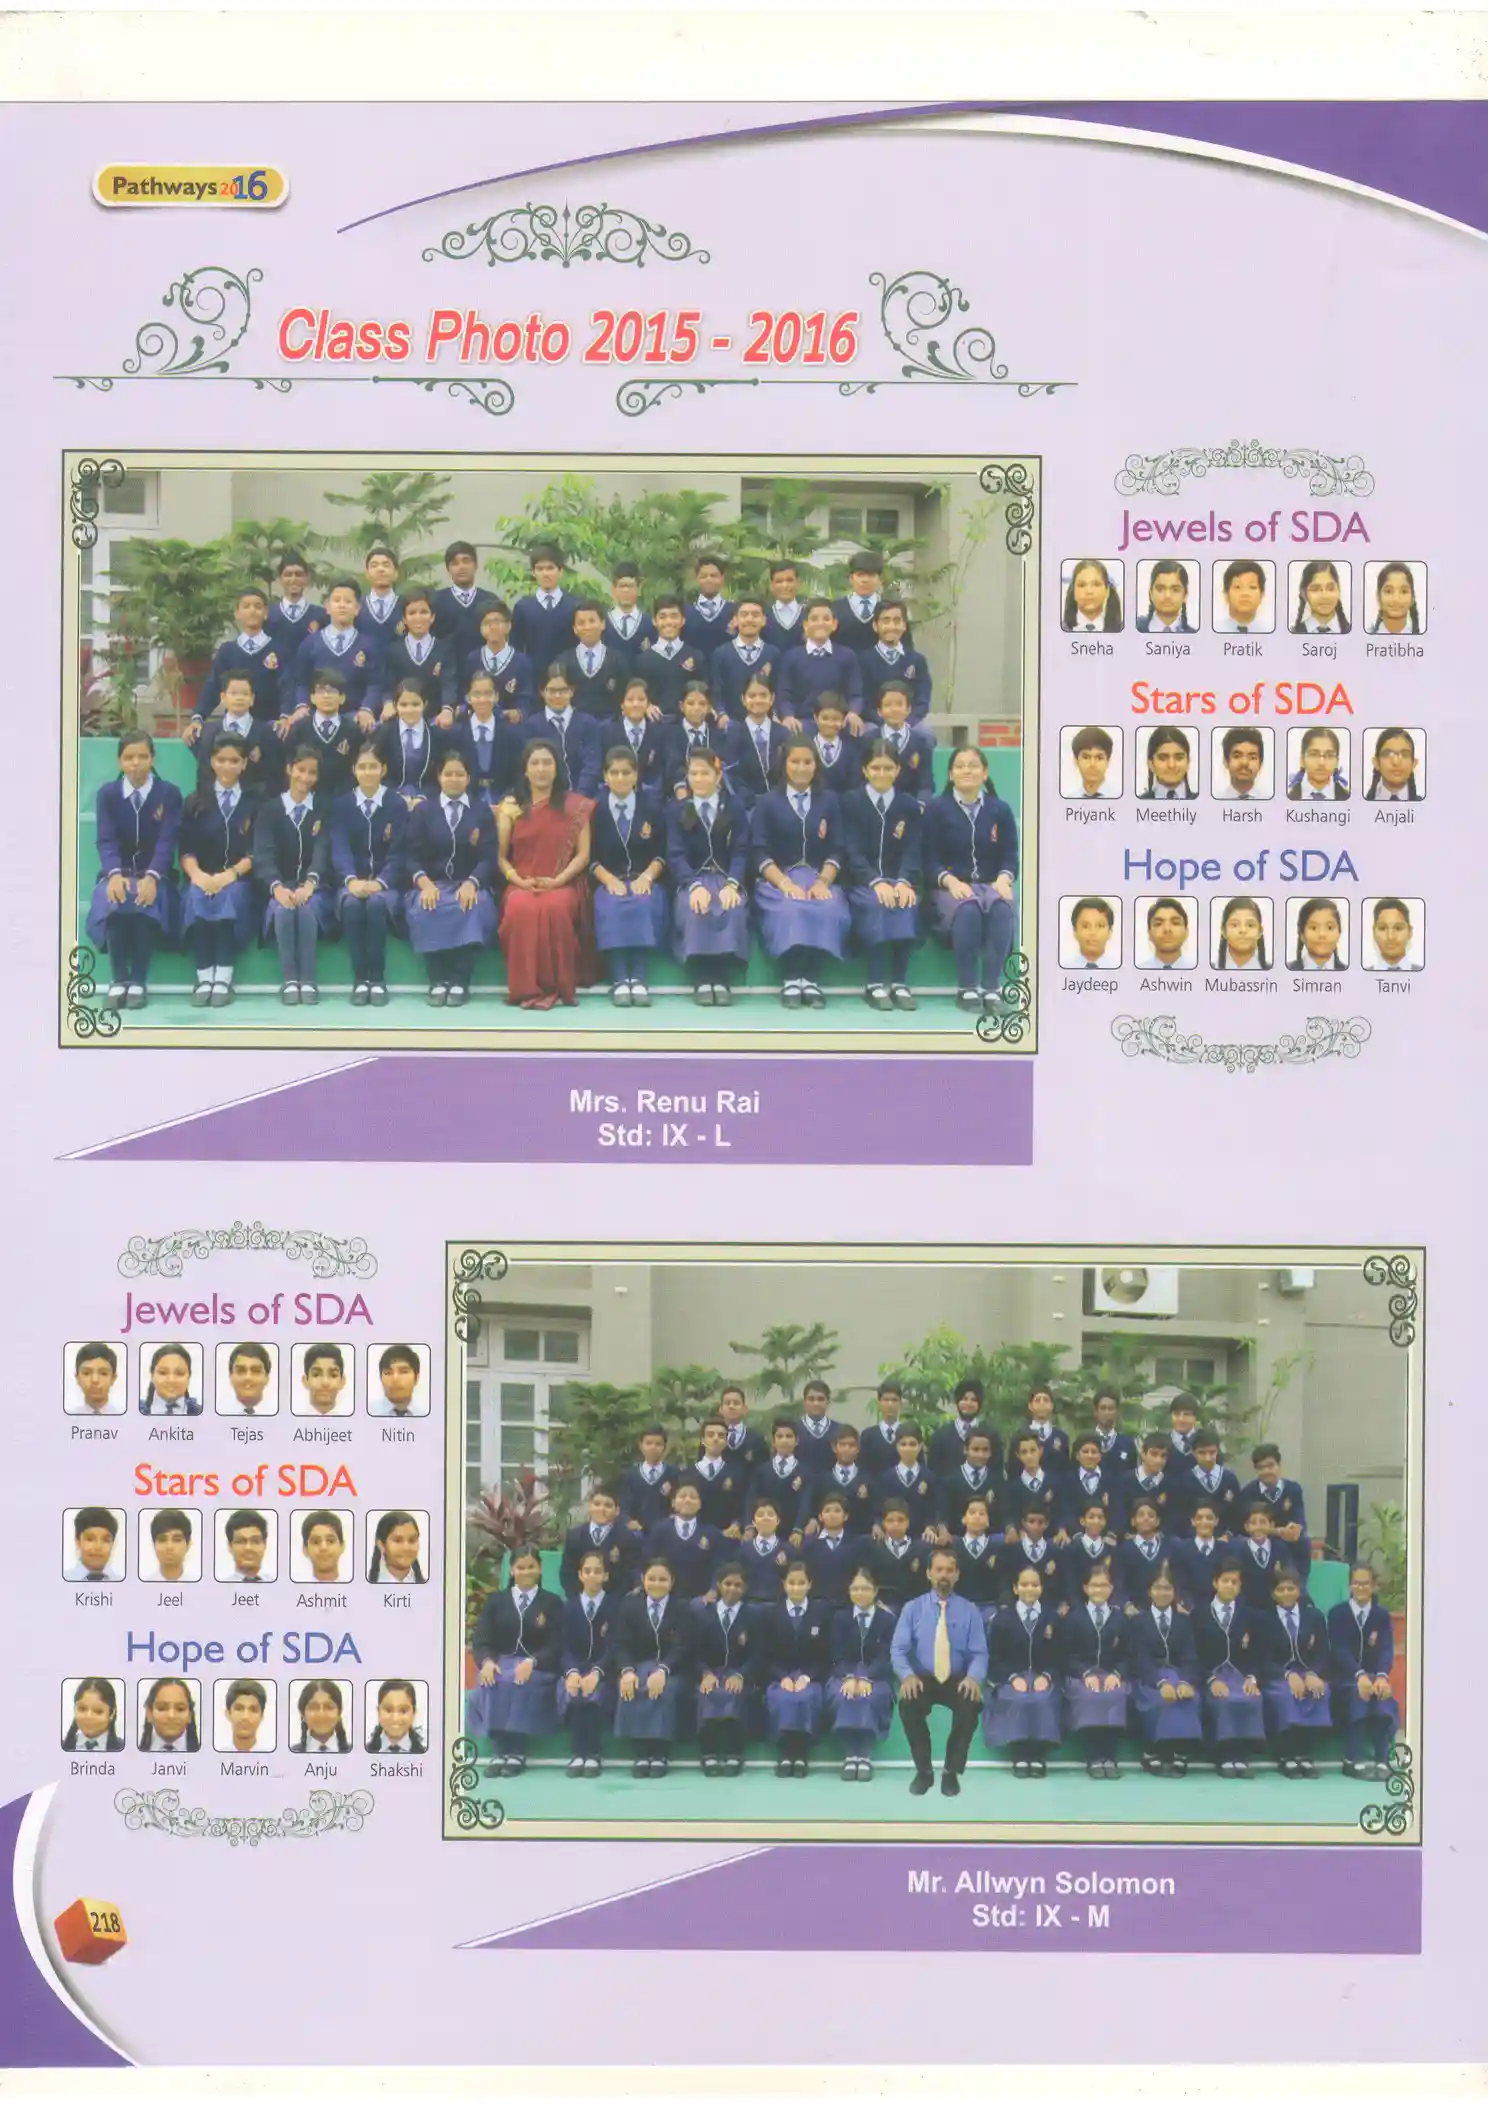 Pathways 2016
Class Photo 2015 - 2016
Jewels of SDA
Sneha Saniya Pratik Saroj Pratibha
Stars of SDA
Priyank Meethily Harsh Kushangi Anjali
Hope of SDA
Jaydeep Ashwin Mubassrin Simran Tanvi
Mrs. Renu Rai
Std: IX - L
Jewels of SDA
Pranav Ankita Tejas Abhijeet Nitin
Stars of SDA
Krishi Jeel Jeet Ashmit Kirti
Hope of SDA
Brinda Janvi Marvin Anju Shakshi
Mr. Allwyn Solomon
Std: IX - M
218